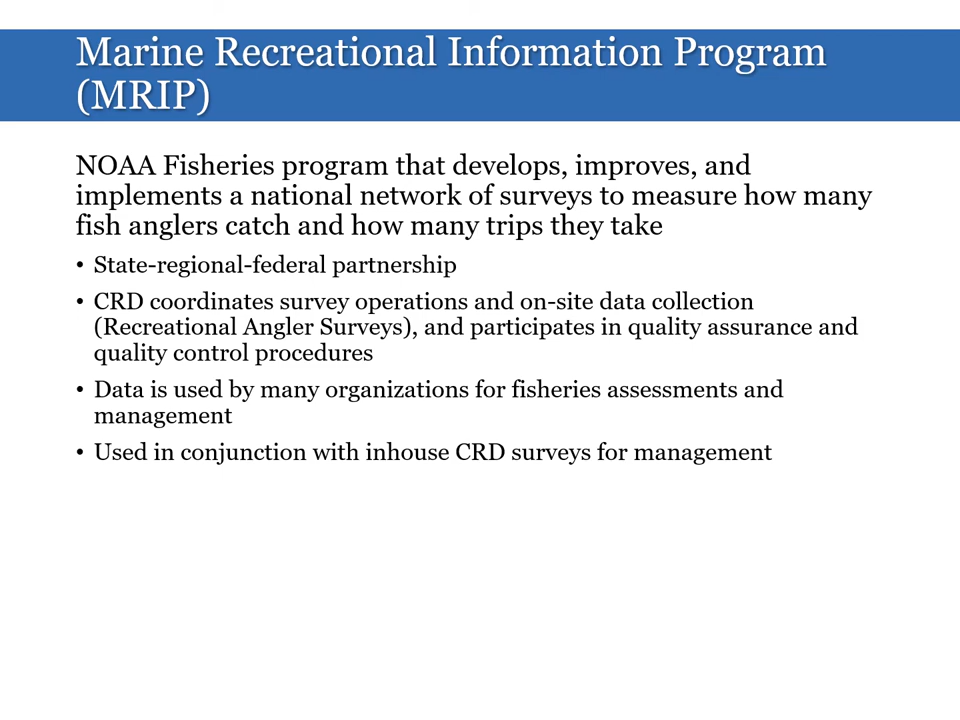 Marine Recreational Information Program
(MRIP)
NOAA Fisheries program that develops, improves, and
implements a national network of surveys to measure how many
fish anglers catch and how many trips they take
• State-regional-federal partnership
• CRD coordinates survey operations and on-site data collection
(Recreational Angler Surveys), and participates in quality assurance and
quality control procedures
• Data is used by many organizations for fisheries assessments and
management
• Used in conjunction with inhouse CRD surveys for management